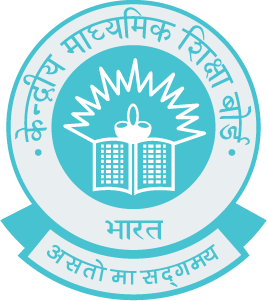 केन्द्रीय माध्यमिक शिक्षा बोर्ड
भारत
असतो मा सद्गमय